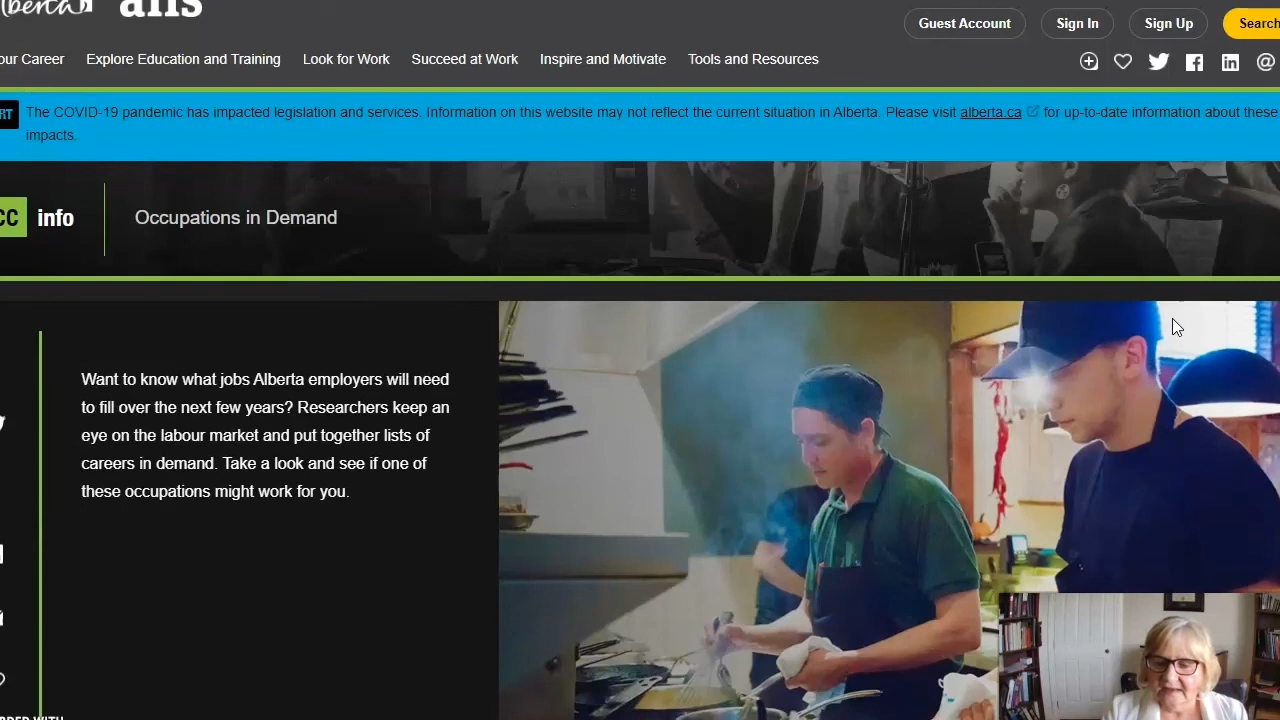 alis
Guest Account
Sign In
Sign Up
Search
our Career
Explore Education and Training
Look for Work
Succeed at Work
Inspire and Motivate
Tools and Resources
The COVID-19 pandemic has impacted legislation and services. Information on this website may not reflect the current situation in Alberta. Please visit alberta.ca for up-to-date information about these
impacts.
CC info
Occupations in Demand
Want to know what jobs Alberta employers will need
to fill over the next few years? Researchers keep an
eye on the labour market and put together lists of
careers in demand. Take a look and see if one of
these occupations might work for you.